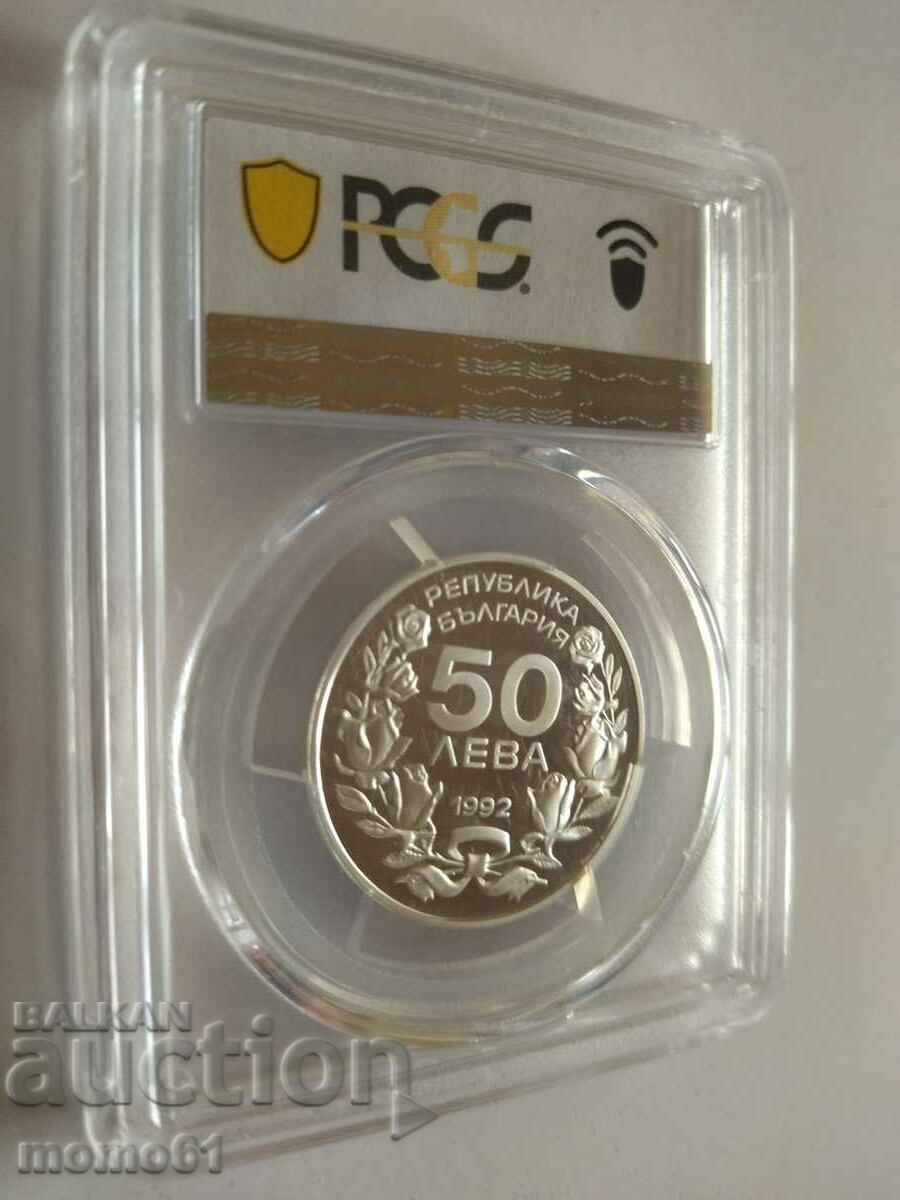 PCGS
РЕПУБЛИКА
БЪЛГАРИЯ
50
ЛЕВА
1992
BALKAN
auction
momo61